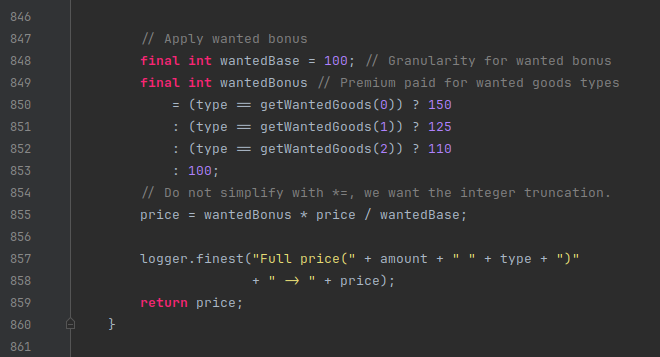 846
847 // Apply wanted bonus
848 final int wantedBase = 100; // Granularity for wanted bonus
849 final int wantedBonus // Premium paid for wanted goods types
850 = (type == getWantedGoods(0)) ? 150
851 : (type == getWantedGoods(1)) ? 125
852 : (type == getWantedGoods(2)) ? 110
853 : 100;
854 // Do not simplify with *=, we want the integer truncation.
855 price = wantedBonus * price / wantedBase;
856
857 logger.finest("Full price(" + amount + " " + type + ")"
858 + " -> " + price);
859 return price;
860 }
861